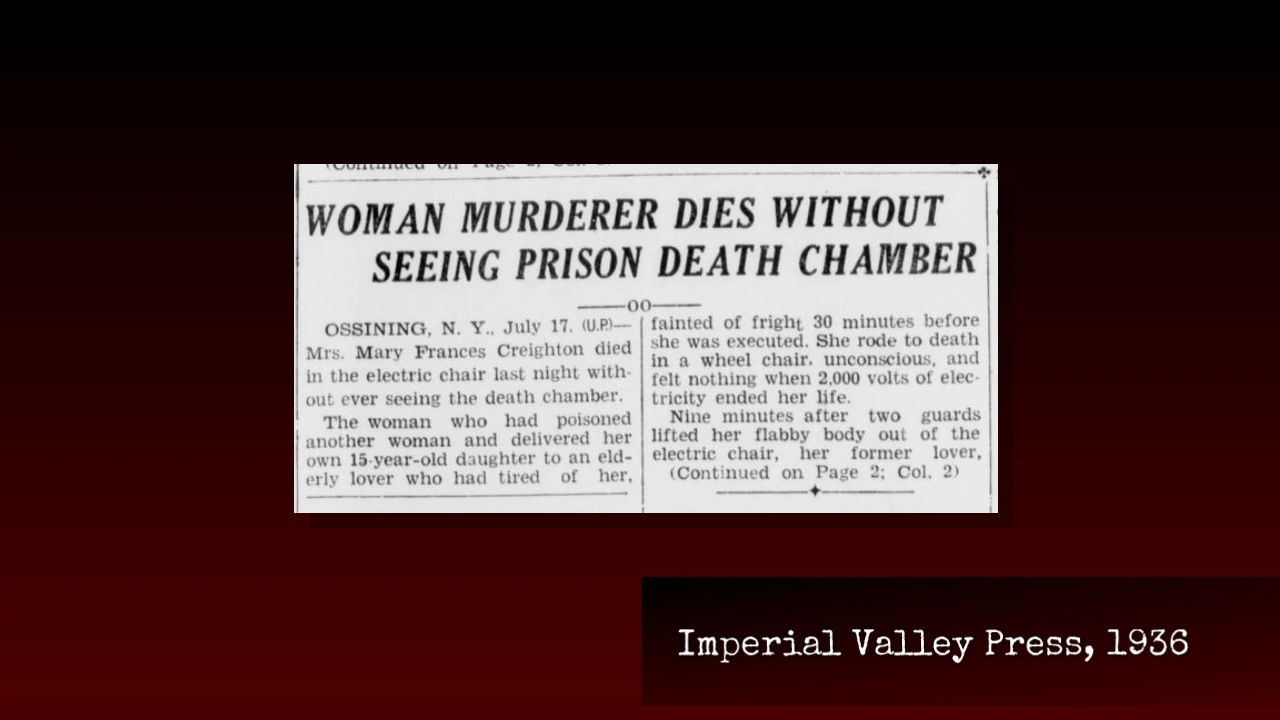 (Continued on Page
WOMAN MURDERER DIES WITHOUT
SEEING PRISON DEATH CHAMBER
OO
OSSINING, N. Y., July 17. (U.P.)—
Mrs. Mary Frances Creighton died
in the electric chair last night with-
out ever seeing the death chamber.
The woman who had poisoned
another woman and delivered her
own 15-year-old daughter to an eld-
erly lover who had tired of her,
fainted of fright 30 minutes before
she was executed. She rode to death
in a wheel chair. unconscious, and
felt nothing when 2,000 volts of elec-
tricity ended her life.
Nine minutes after two guards
lifted her flabby body out of the
electric chair, her former lover,
(Continued on Page 2; Col. 2)
Imperial Valley Press, 1936